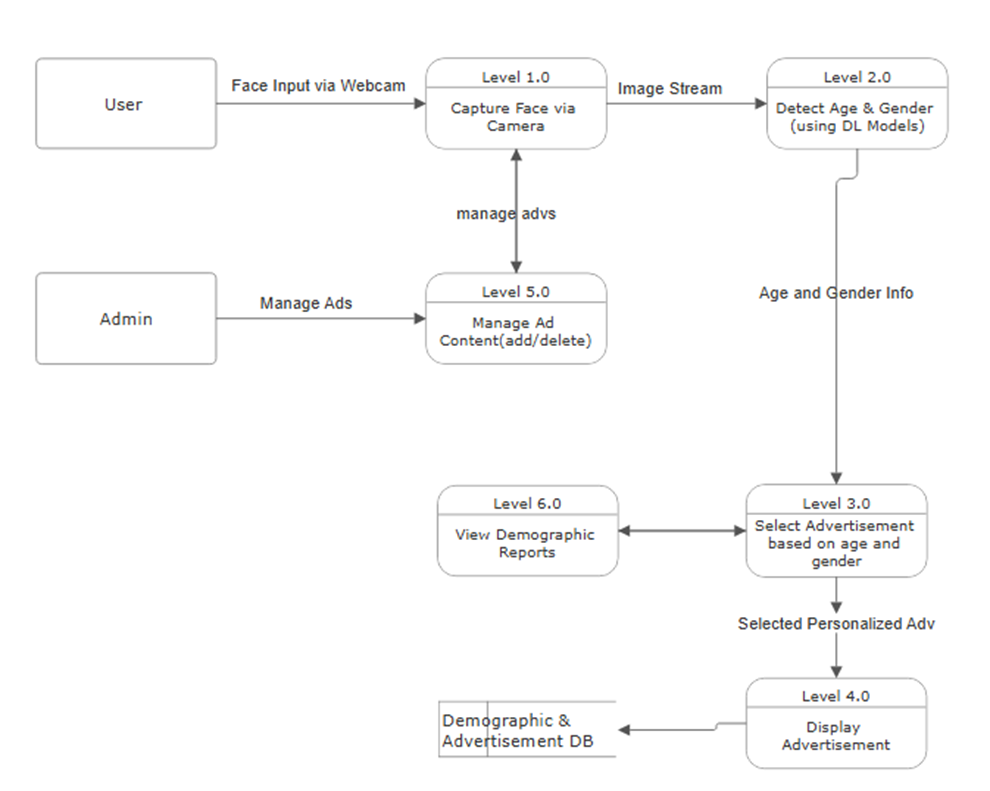 User
Face Input via Webcam
Level 1.0
Capture Face via
Camera
Image Stream
Level 2.0
Detect Age & Gender
(using DL Models)
manage advs
Admin
Manage Ads
Level 5.0
Manage Ad
Content(add/delete)
Age and Gender Info
Level 6.0
View Demographic
Reports
Level 3.0
Select Advertisement
based on age and
gender
Selected Personalized Adv
Level 4.0
Display
Advertisement
Demographic &
Advertisement DB